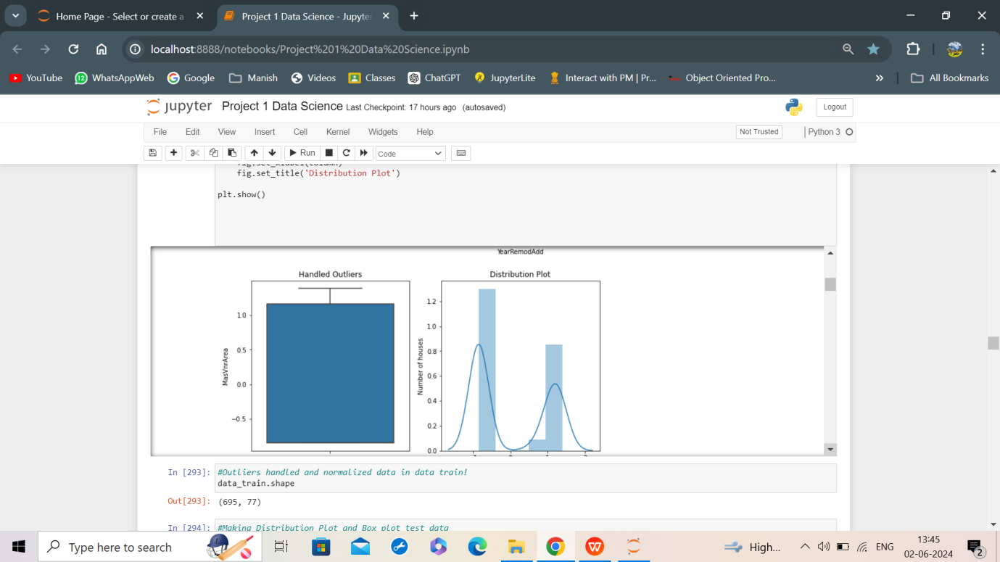 Home Page - Select or create a
Project 1 Data Science - Jupyter
localhost:8888/notebooks/Project%201%20Data%20Science.ipynb
YouTube WhatsAppWeb Google Manish Videos Classes ChatGPT JupyterLite Interact with PM | Pr... Object Oriented Pro... » All Bookmarks
jupyter Project 1 Data Science Last Checkpoint: 17 hours ago (autosaved) Logout
File Edit View Insert Cell Kernel Widgets Help Not Trusted Python 3
Run Code
fig.set_xlabel(column)
fig.set_title('Distribution Plot')
plt.show()
YearRemodAdd
Handled Outliers
MasVnrArea
1.0
0.5
0.0
−0.5
Distribution Plot
Number of houses
1.2
1.0
0.8
0.6
0.4
0.2
0.0
In [293]: #Outliers handled and normalized data in data train!
data_train.shape
Out[293]: (695, 77)
In [294]: #Making Distribution Plot and Box plot test data
Type here to search
High... ENG 13:45
02-06-2024
2